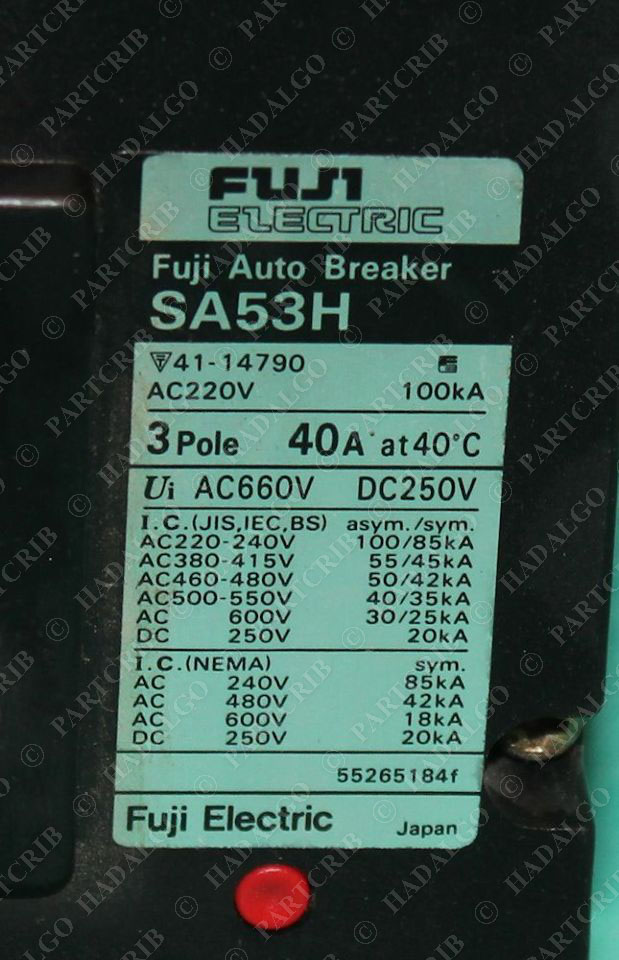 FUJI
ELECTRIC
Fuji Auto Breaker
SA53H
41-14790
AC220V 100kA
3 Pole 40A at 40°C
Ui AC660V DC250V
I.C.(JIS,IEC,BS) asym./sym.
AC220-240V 100/85kA
AC380-415V 55/45kA
AC460-480V 50/42kA
AC500-550V 40/35kA
AC 600V 30/25kA
DC 250V 20kA
I.C.(NEMA) sym.
AC 240V 85kA
AC 480V 42kA
AC 600V 18kA
DC 250V 20kA
55265184f
Fuji Electric Japan
© PARTCRIB
© HADALGO